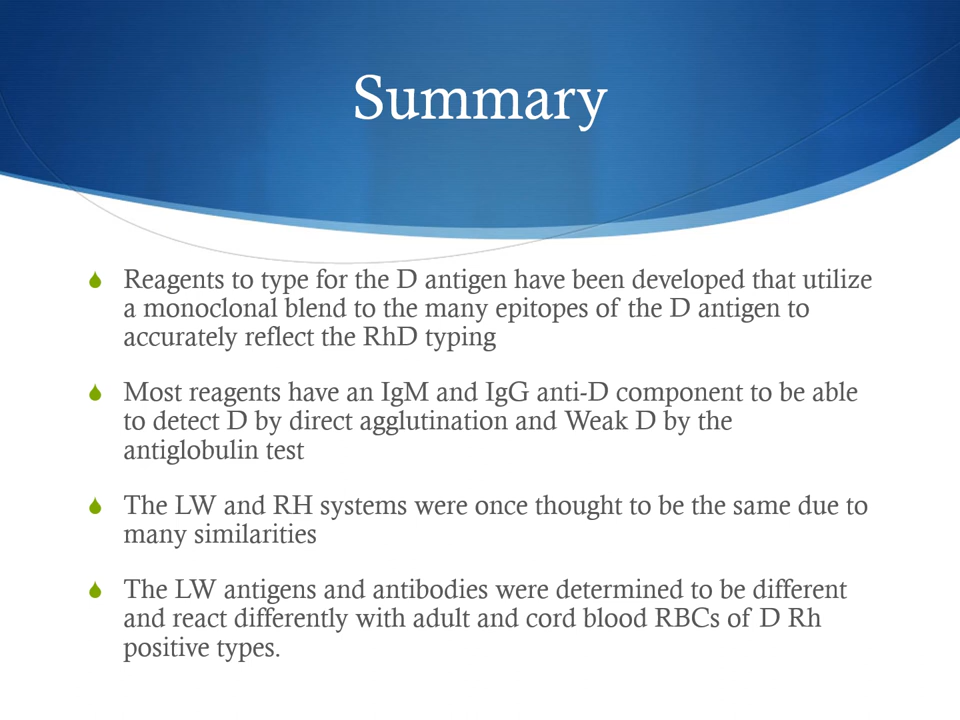 Summary
Reagents to type for the D antigen have been developed that utilize
a monoclonal blend to the many epitopes of the D antigen to
accurately reflect the RhD typing
Most reagents have an IgM and IgG anti-D component to be able
to detect D by direct agglutination and Weak D by the
antiglobulin test
The LW and RH systems were once thought to be the same due to
many similarities
The LW antigens and antibodies were determined to be different
and react differently with adult and cord blood RBCs of D Rh
positive types.